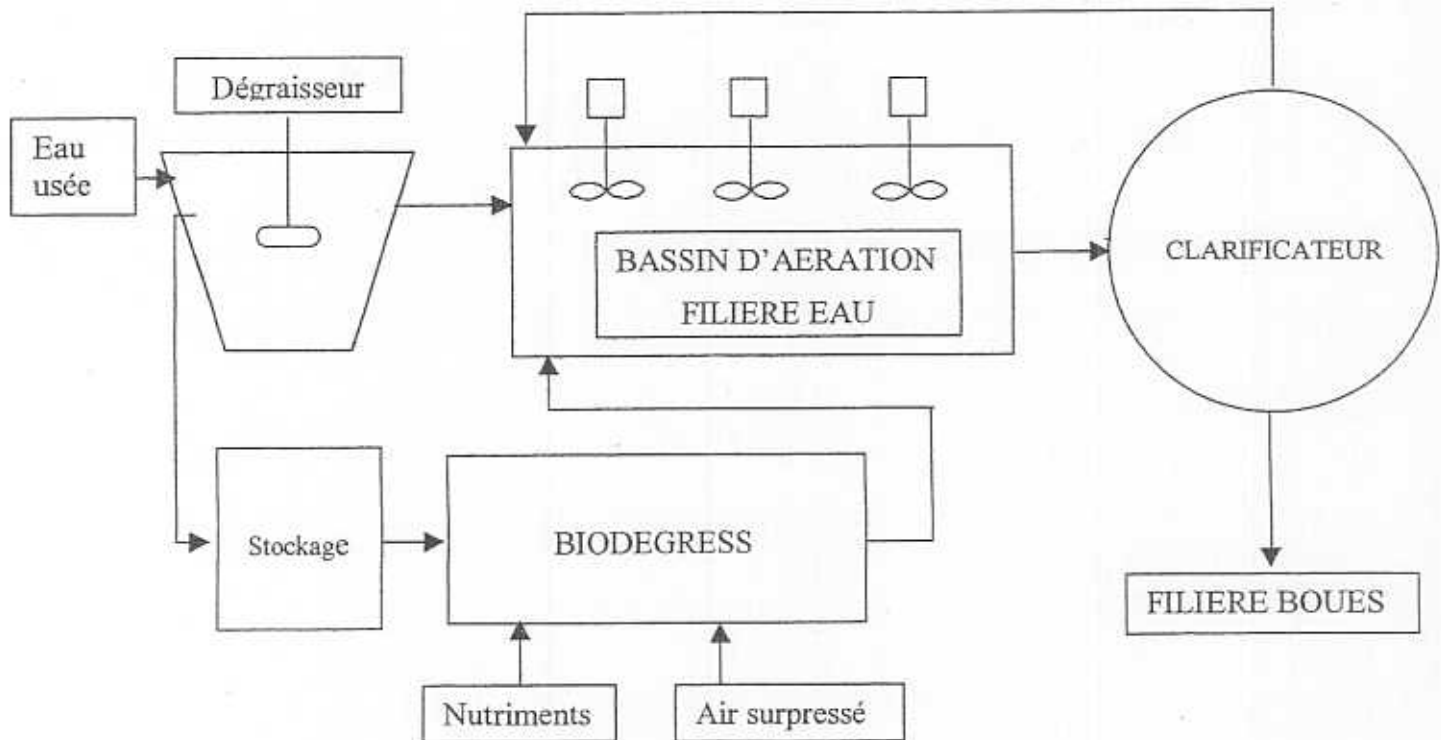 Dégraisseur
Eau
usée
BASSIN D'AERATION
FILIERE EAU
CLARIFICATEUR
Stockage
BIODEGRESS
FILIERE BOUES
Nutriments
Air surpressé